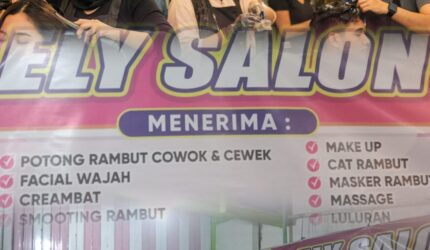 ELY SALON
MENERIMA :
POTONG RAMBUT COWOK & CEWEK
FACIAL WAJAH
CREAMBAT
SMOOTING RAMBUT
MAKE UP
CAT RAMBUT
MASKER RAMBUT
MASSAGE
LULURAN
SALON